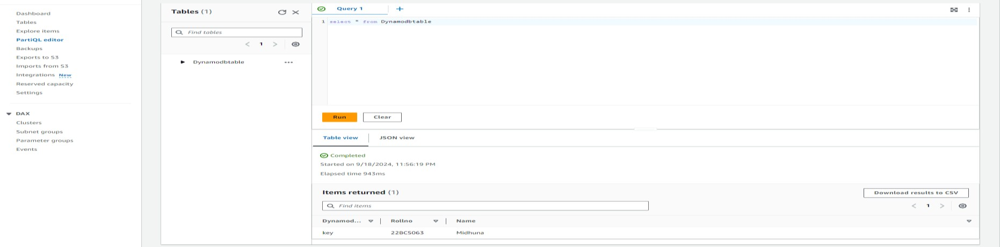 Dashboard
Tables
Explore items
PartiQL editor
Backups
Exports to S3
Imports from S3
Integrations New
Reserved capacity
Settings
DAX
Clusters
Subnet groups
Parameter groups
Events
Tables (1)
Find tables
1
Dynamodbtable
Query 1
1 select * from Dynamodbtable
Run Clear
Table view JSON view
Completed
Started on 9/18/2024, 11:56:19 PM
Elapsed time 943ms
Items returned (1)
Download results to CSV
Find items
1
Dynamod... Rollno Name
key 22BCS063 Midhuna